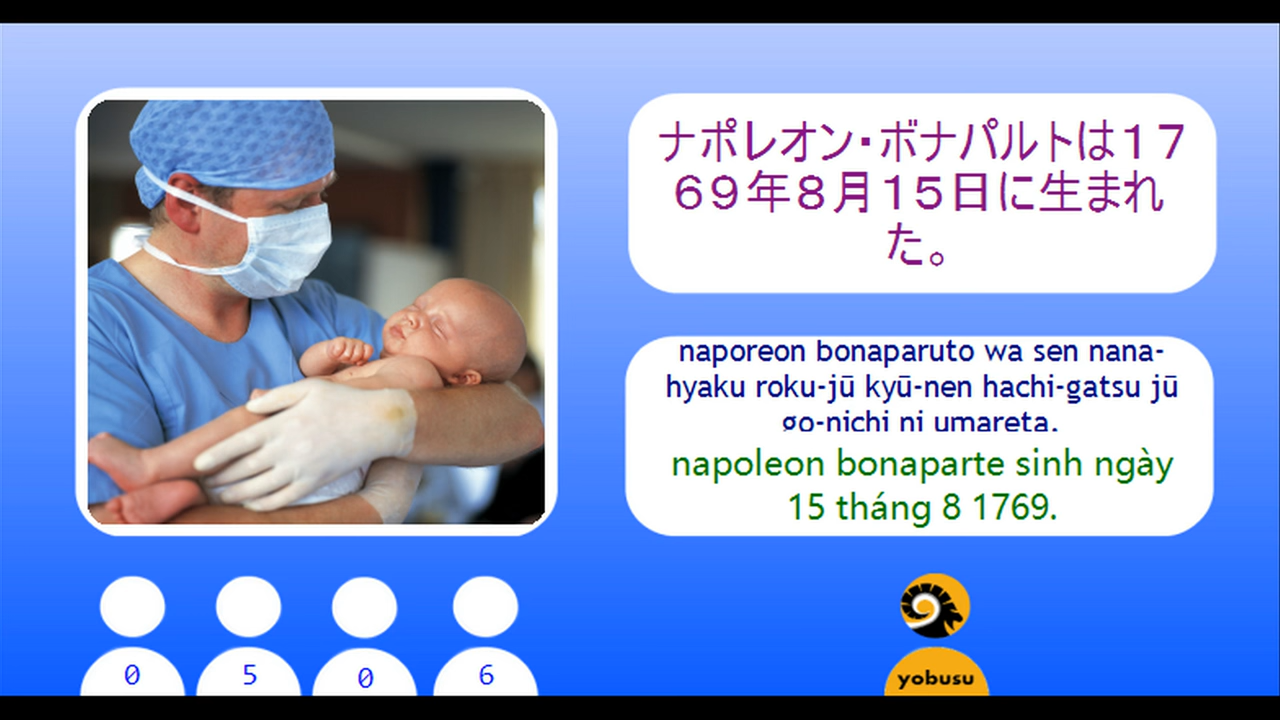 ナポレオン・ボナパルトは１７
６９年８月１５日に生まれ
た。
naporeon bonaparuto wa sen nana-
hyaku roku-jū kyū-nen hachi-gatsu jū
go-nichi ni umareta.
napoleon bonaparte sinh ngày
15 tháng 8 1769.
0 5 0 6
yobusu